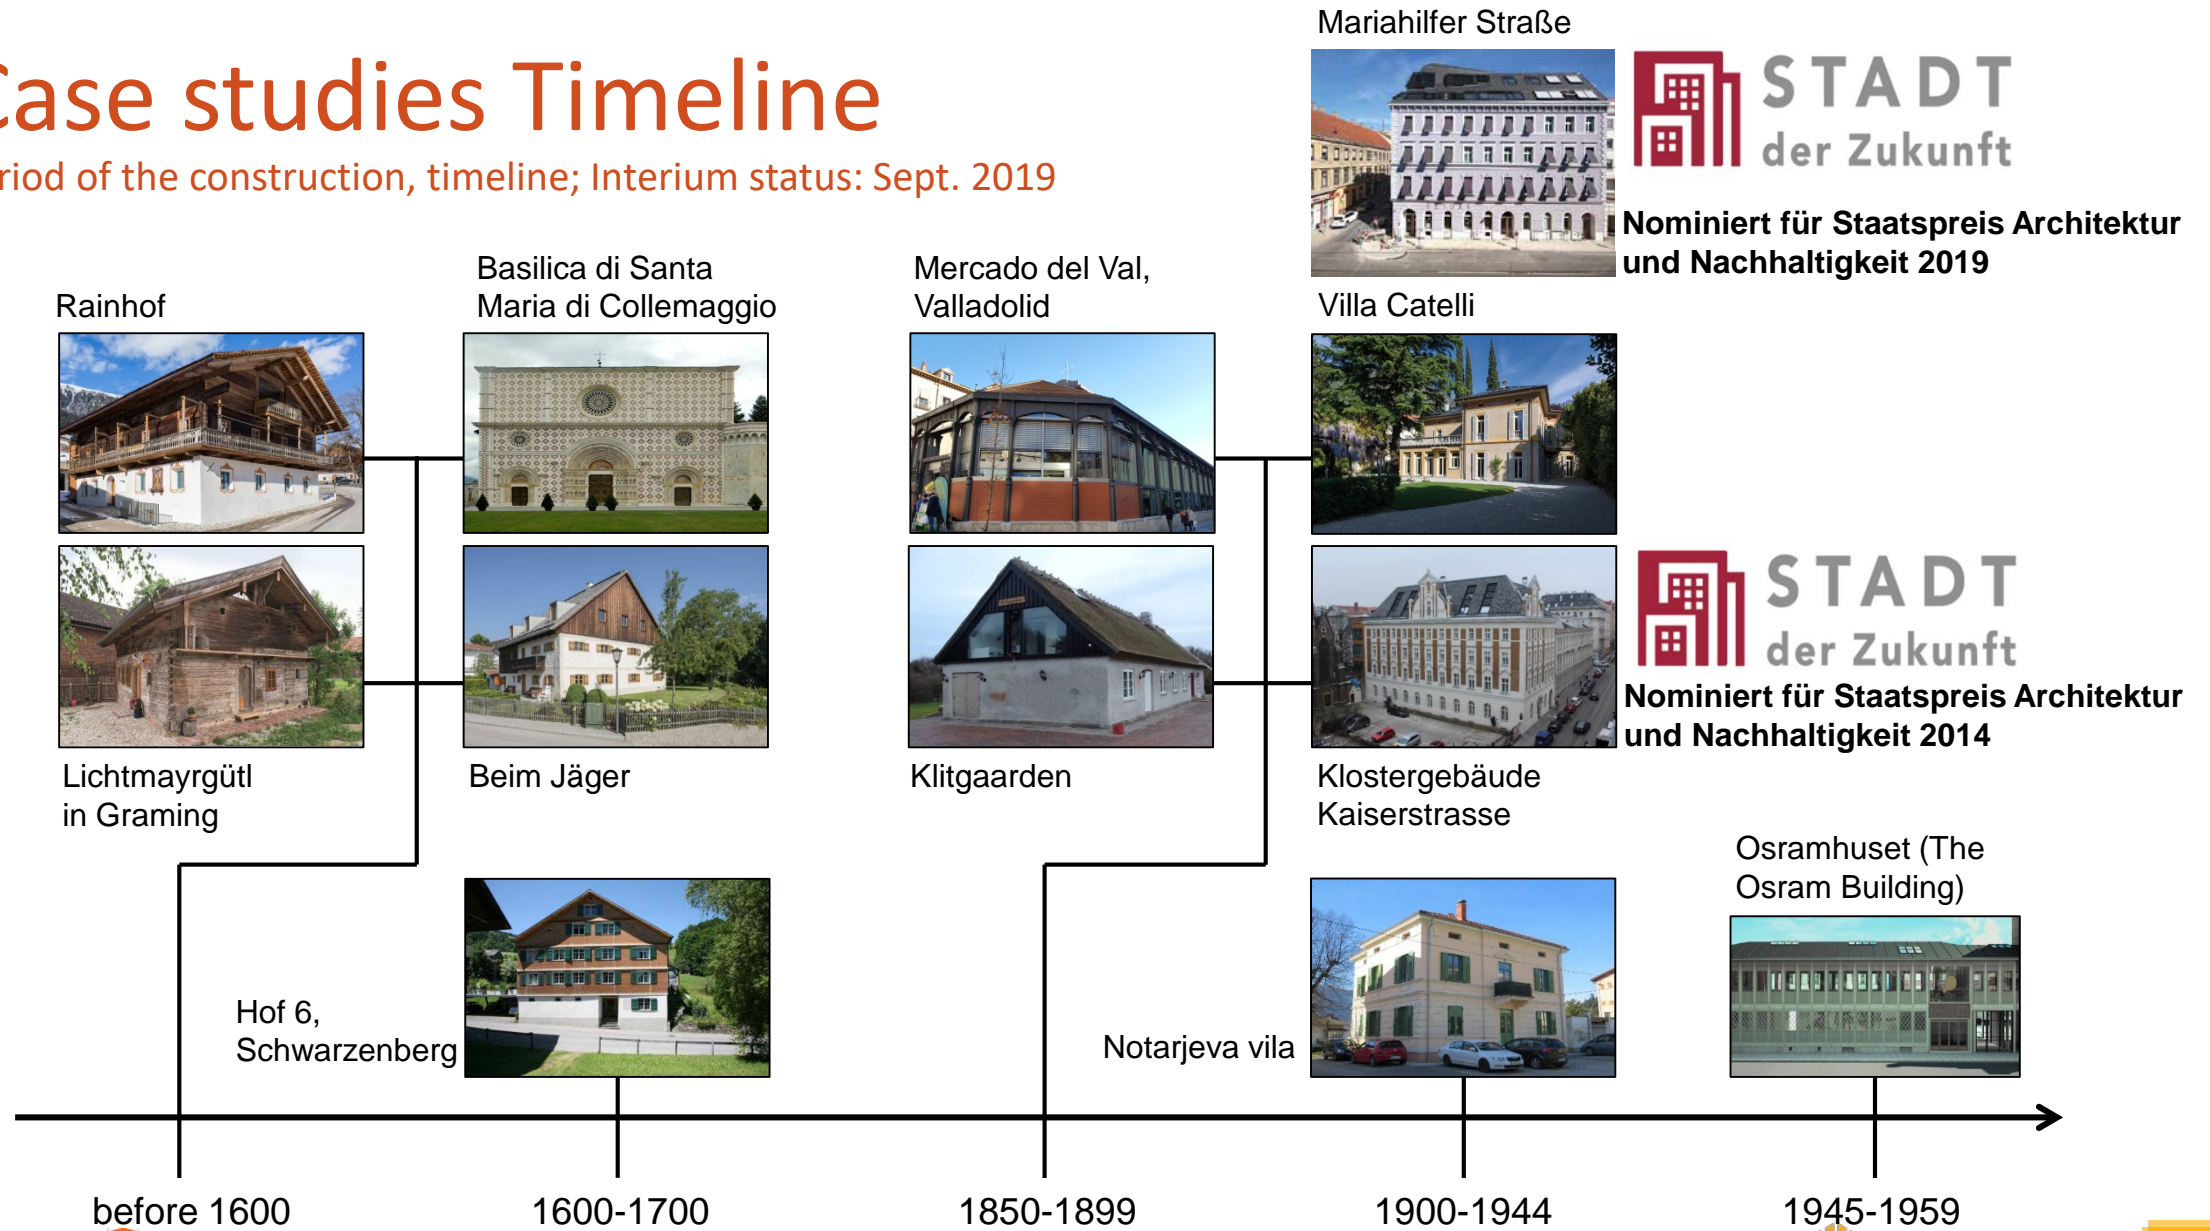 Case studies Timeline
riod of the construction, timeline; Interium status: Sept. 2019
Mariahilfer Straße
STADT
der Zukunft
Nominiert für Staatspreis Architektur
und Nachhaltigkeit 2019
Rainhof
Basilica di Santa
Maria di Collemaggio
Mercado del Val,
Valladolid
Villa Catelli
STADT
der Zukunft
Nominiert für Staatspreis Architektur
und Nachhaltigkeit 2014
Lichtmayrgütl
in Graming
Beim Jäger
Klitgaarden
Klostergebäude
Kaiserstrasse
Osramhuset (The
Osram Building)
Hof 6,
Schwarzenberg
Notarjeva vila
before 1600
1600-1700
1850-1899
1900-1944
1945-1959